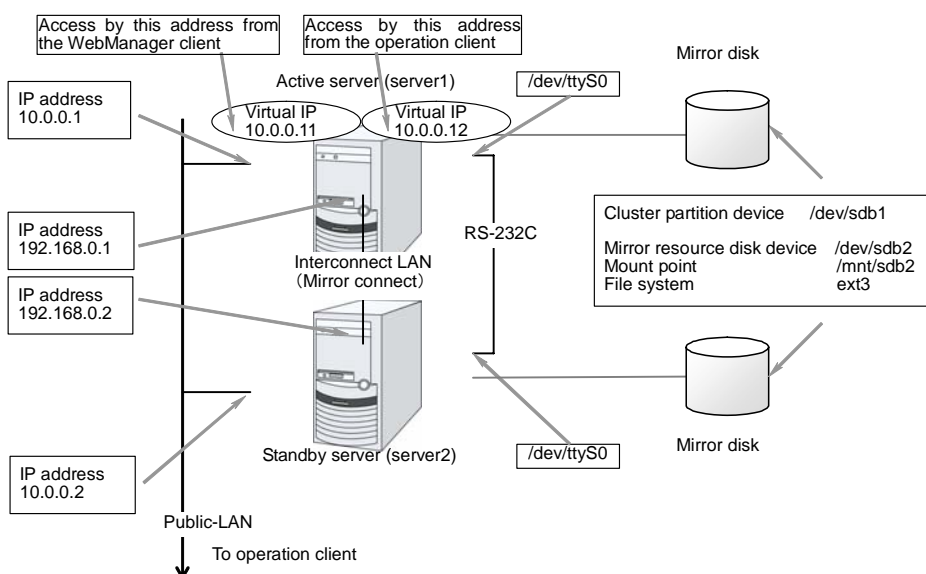 Access by this address from
the WebManager client
Access by this address
from the operation client
Mirror disk
Active server (server1)
/dev/ttyS0
IP address
10.0.0.1
Virtual IP
10.0.0.11
Virtual IP
10.0.0.12
Cluster partition device /dev/sdb1
Mirror resource disk device /dev/sdb2
Mount point /mnt/sdb2
File system ext3
IP address
192.168.0.1
RS-232C
Interconnect LAN
(Mirror connect)
IP address
192.168.0.2
Mirror disk
Standby server (server2)
/dev/ttyS0
IP address
10.0.0.2
Public-LAN
To operation client